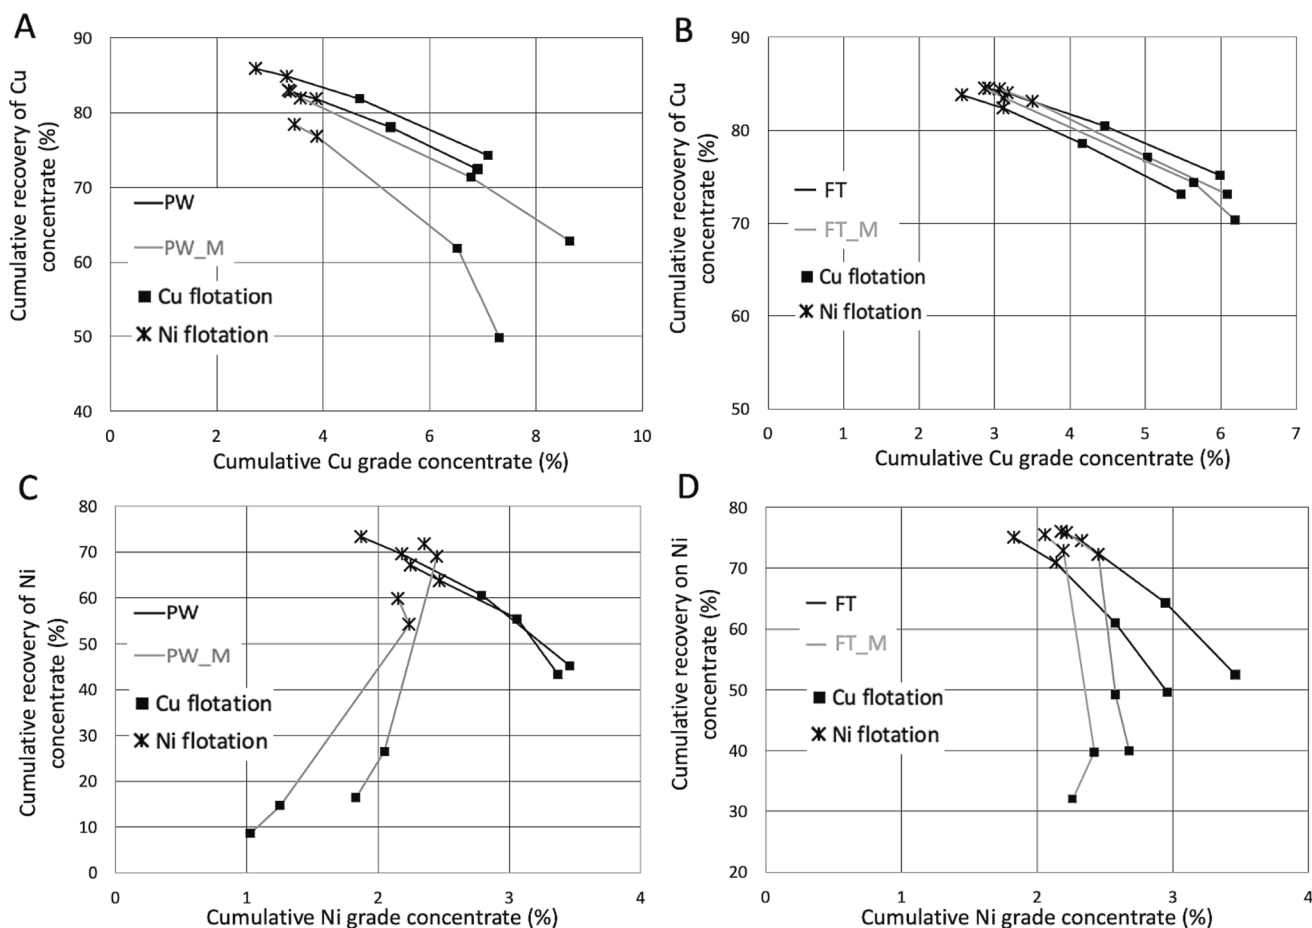 A
Cumulative recovery of Cu
concentrate (%)
90
80
70
60
50
40
PW
PW_M
Cu flotation
Ni flotation
0 2 4 6 8 10
Cumulative Cu grade concentrate (%)
B
Cumulative recovery of Cu
concentrate (%)
90
80
70
60
50
FT
FT_M
Cu flotation
Ni flotation
0 1 2 3 4 5 6 7
Cumulative Cu grade concentrate (%)
C
Cumulative recovery of Ni
concentrate (%)
80
70
60
50
40
30
20
10
0
PW
PW_M
Cu flotation
Ni flotation
0 1 2 3 4
Cumulative Ni grade concentrate (%)
D
Cumulative recovery on Ni
concentrate (%)
80
70
60
50
40
30
20
FT
FT_M
Cu flotation
Ni flotation
0 1 2 3 4
Cumulative Ni grade concentrate (%)